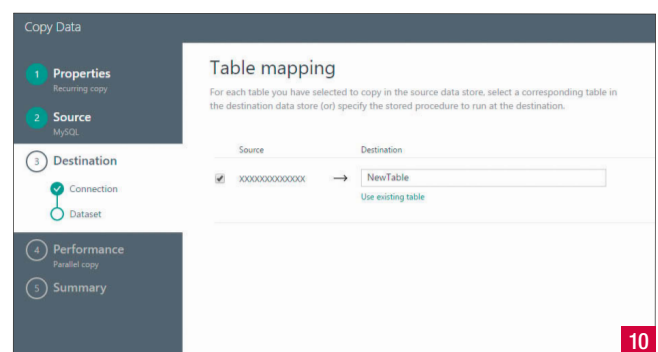 Copy Data
1 Properties
Recurring copy
2 Source
MySQL
3 Destination
Connection
Dataset
4 Performance
Parallel copy
5 Summary
Table mapping
For each table you have selected to copy in the source data store, select a corresponding table in
the destination data store (or) specify the stored procedure to run at the destination.
Source Destination
XXXXXXXXXXXXX → NewTable
Use existing table
10